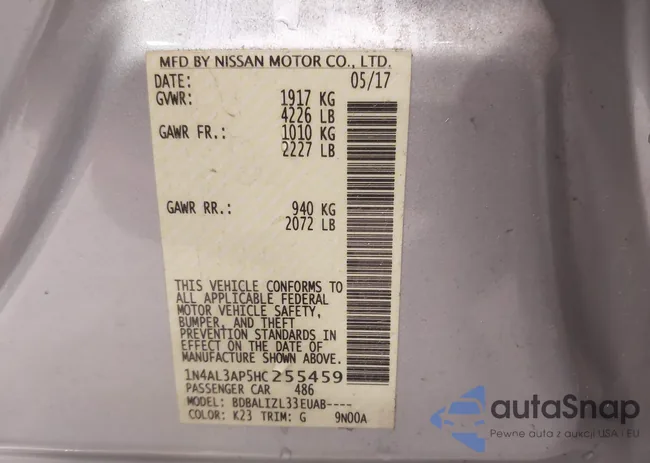 MFD BY NISSAN MOTOR CO., LTD.
DATE: 05/17
GVWR: 1917 KG
4226 LB
GAWR FR.: 1010 KG
2227 LB
GAWR RR.: 940 KG
2072 LB
THIS VEHICLE CONFORMS TO
ALL APPLICABLE FEDERAL
MOTOR VEHICLE SAFETY,
BUMPER, AND THEFT
PREVENTION STANDARDS IN
EFFECT ON THE DATE OF
MANUFACTURE SHOWN ABOVE.
1N4AL3AP5HC255459
PASSENGER CAR 486
MODEL: BDBALIZL33EUAB----
COLOR: K23 TRIM: G 9N00A
autoSnap
Pewne auta z aukcji USA i EU